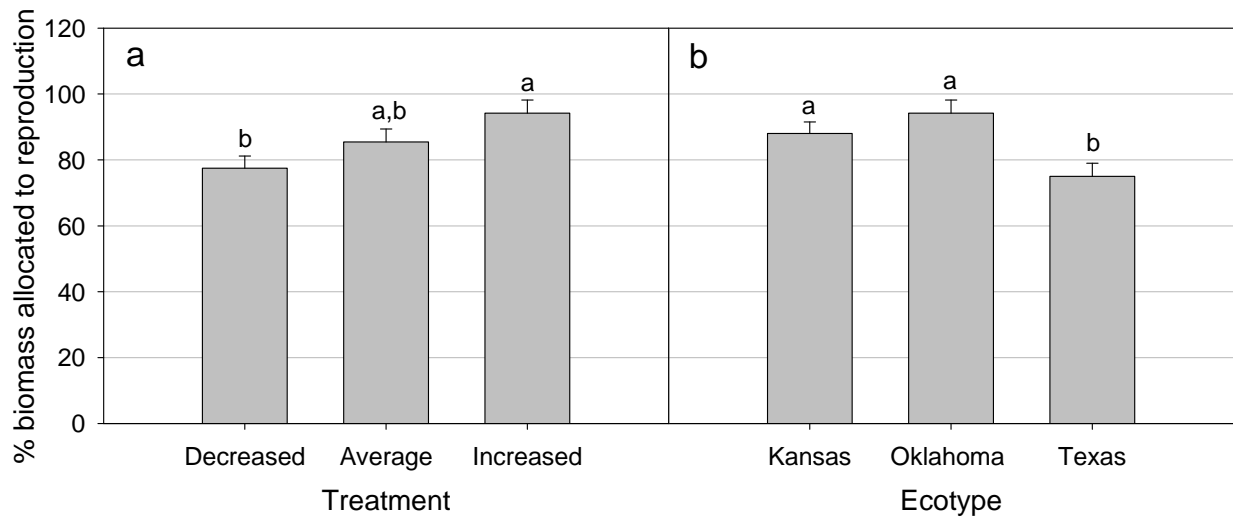 % biomass allocated to reproduction
120
100
80
60
40
20
0
a
b
a,b
a
Decreased Average Increased
Treatment
b
a
a
b
Kansas Oklahoma Texas
Ecotype